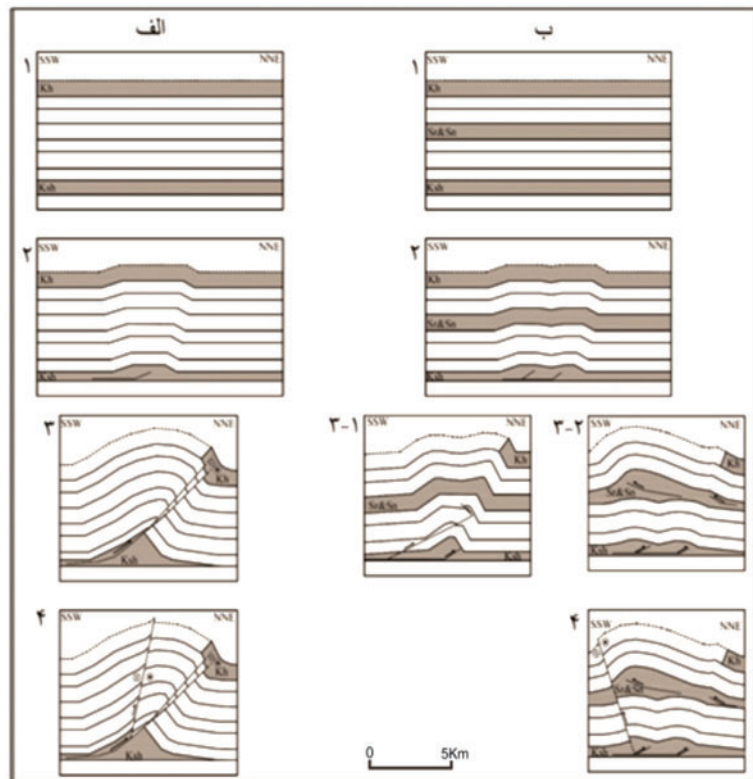 الف
ب
۱
SSW NNE
Kh
Ksh
۱
SSW NNE
Kh
Sr&Sn
Ksh
۲
SSW NNE
Kh
Ksh
۲
SSW NNE
Kh
Sr&Sn
Ksh
۳
SSW NNE
Kh
Ksh
۳-۱
SSW NNE
Kh
Sr&Sn
Ksh
۳-۲
SSW NNE
Kh
Sr&Sn
Ksh
۴
SSW NNE
Kh
Ksh
۴
SSW NNE
Kh
Sr&Sn
Ksh
0 5Km